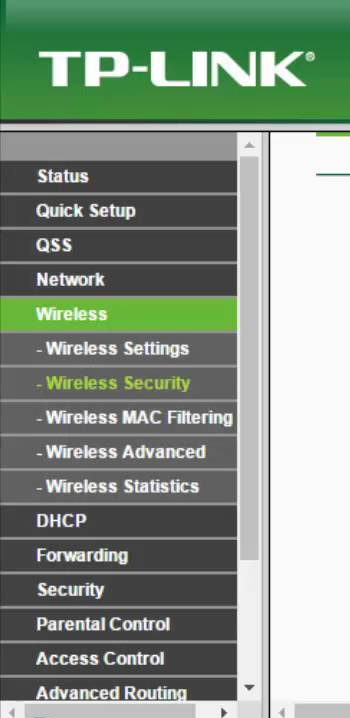 TP-LINK®
Status
Quick Setup
QSS
Network
Wireless
- Wireless Settings
- Wireless Security
- Wireless MAC Filtering
- Wireless Advanced
- Wireless Statistics
DHCP
Forwarding
Security
Parental Control
Access Control
Advanced Routing